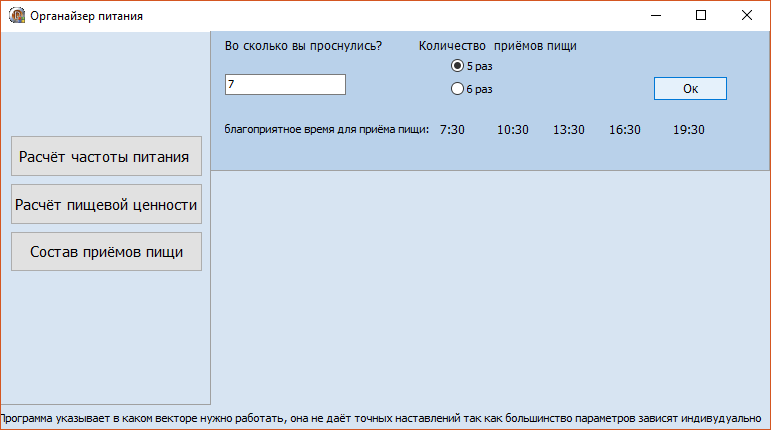 Органайзер питания
Во сколько вы проснулись?
Количество приёмов пищи
7
5 раз
6 раз
Ок
благоприятное время для приёма пищи: 7:30 10:30 13:30 16:30 19:30
Расчёт частоты питания
Расчёт пищевой ценности
Состав приёмов пищи
Программа указывает в каком векторе нужно работать, она не даёт точных наставлений так как большинство параметров зависят индивудуально